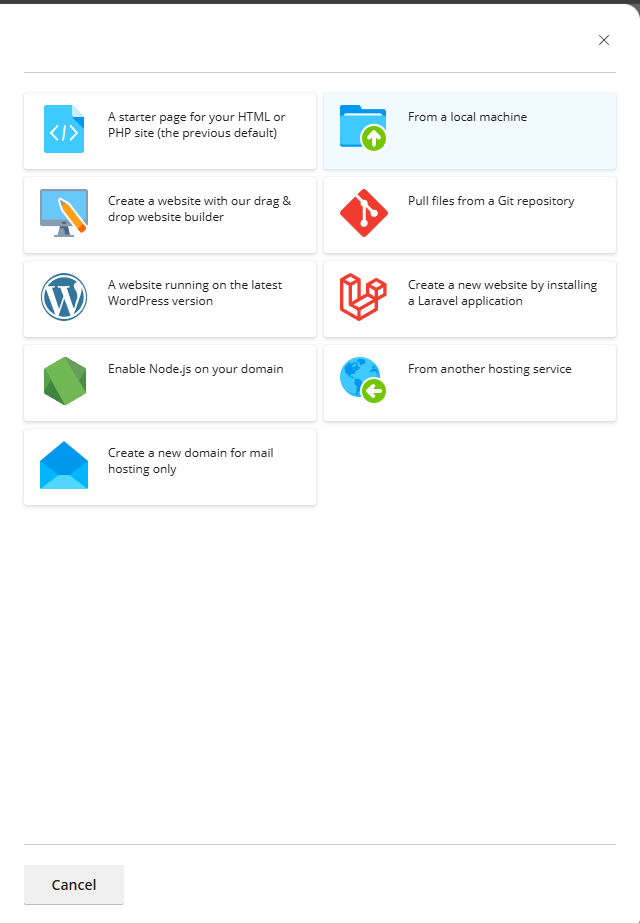 A starter page for your HTML or
PHP site (the previous default)
From a local machine
Create a website with our drag &
drop website builder
Pull files from a Git repository
A website running on the latest
WordPress version
Create a new website by installing
a Laravel application
Enable Node.js on your domain
From another hosting service
Create a new domain for mail
hosting only
Cancel